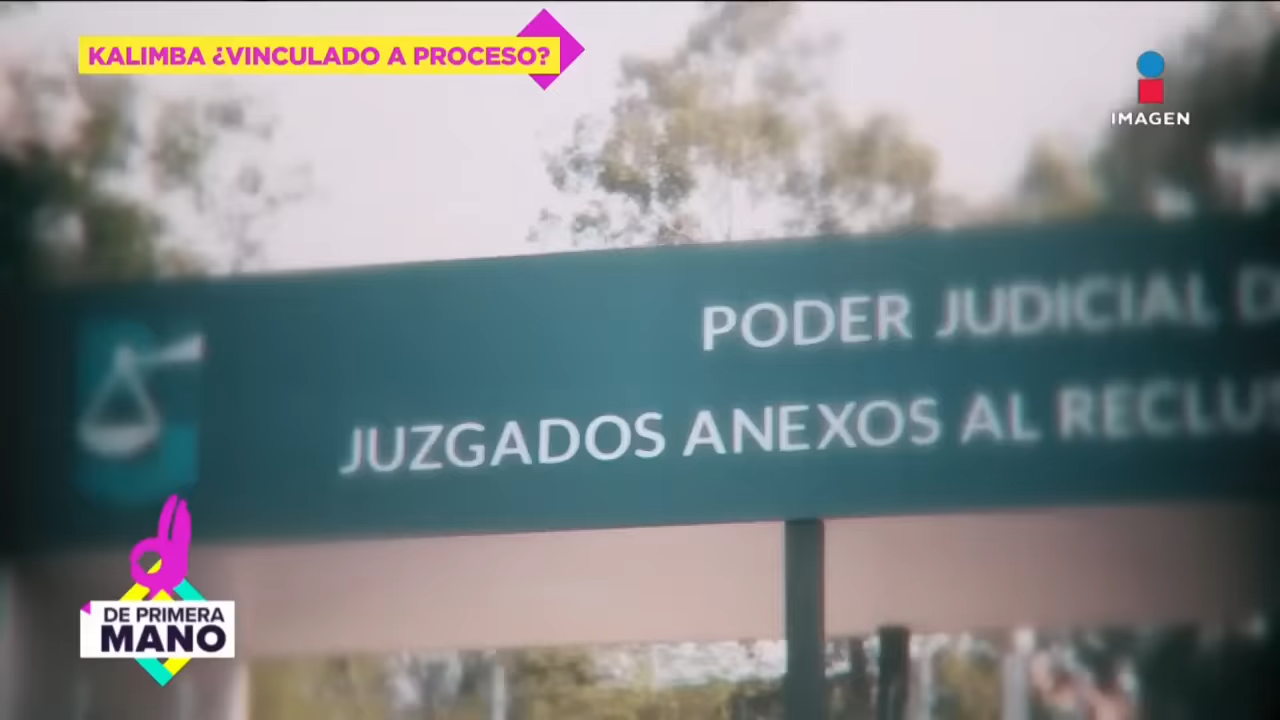 KALIMBA ¿VINCULADO A PROCESO?
IMAGEN
PODER JUDICIAL
JUZGADOS ANEXOS AL
DE PRIMERA
MANO